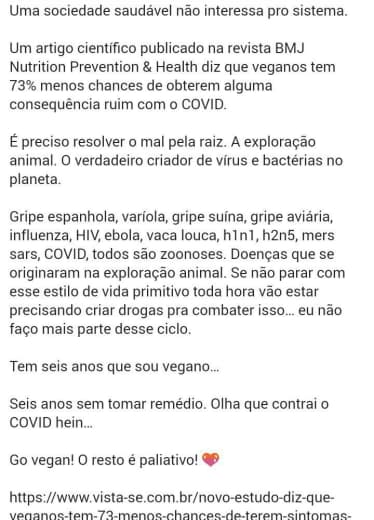 Uma sociedade saudável não interessa pro sistema.
Um artigo científico publicado na revista BMJ
Nutrition Prevention & Health diz que veganos tem
73% menos chances de obterem alguma
consequência ruim com o COVID.
É preciso resolver o mal pela raiz. A exploração
animal. O verdadeiro criador de vírus e bactérias no
planeta.
Gripe espanhola, varíola, gripe suína, gripe aviária,
influenza, HIV, ebola, vaca louca, h1n1, h2n5, mers
sars, COVID, todos são zoonoses. Doenças que se
originaram na exploração animal. Se não parar com
esse estilo de vida primitivo toda hora vão estar
precisando criar drogas pra combater isso... eu não
faço mais parte desse ciclo.
Tem seis anos que sou vegano...
Seis anos sem tomar remédio. Olha que contrai o
COVID hein...
Go vegan! O resto é paliativo! 💖
https://www.vista-se.com.br/novo-estudo-diz-que-
veganos-tem-73-menos-chances-de-terem-sintomas-